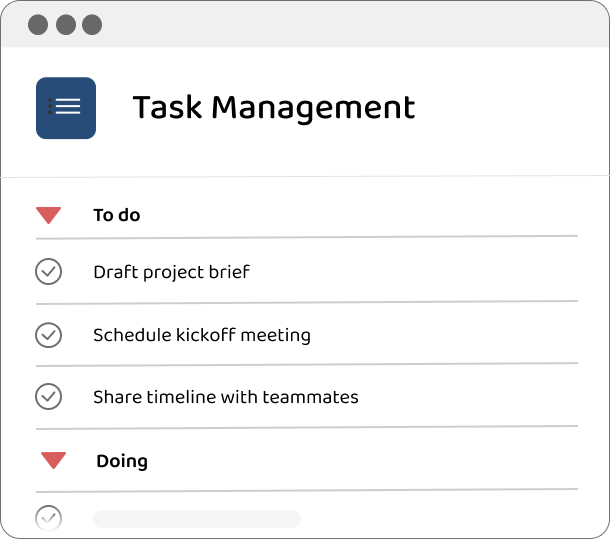 Task Management
To do
Draft project brief
Schedule kickoff meeting
Share timeline with teammates
Doing